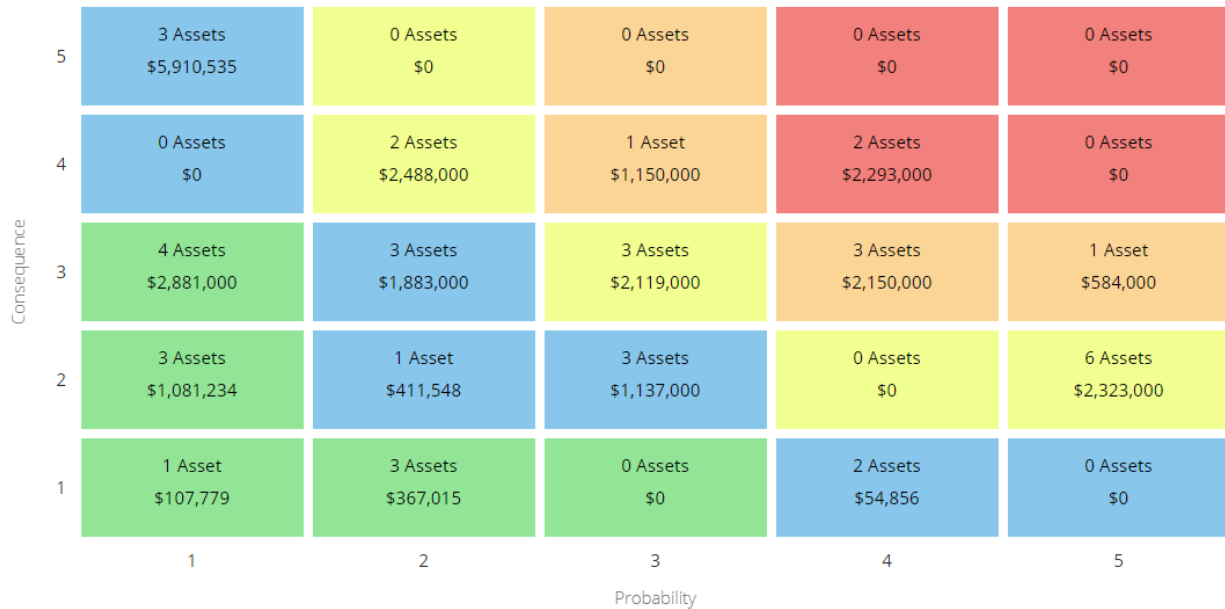 5
3 Assets
$5,910,535
0 Assets
$0
0 Assets
$0
0 Assets
$0
0 Assets
$0
4
0 Assets
$0
2 Assets
$2,488,000
1 Asset
$1,150,000
2 Assets
$2,293,000
0 Assets
$0
Consequence
3
4 Assets
$2,881,000
3 Assets
$1,883,000
3 Assets
$2,119,000
3 Assets
$2,150,000
1 Asset
$584,000
2
3 Assets
$1,081,234
1 Asset
$411,548
3 Assets
$1,137,000
0 Assets
$0
6 Assets
$2,323,000
1
1 Asset
$107,779
3 Assets
$367,015
0 Assets
$0
2 Assets
$54,856
0 Assets
$0
1
2
3
4
5
Probability